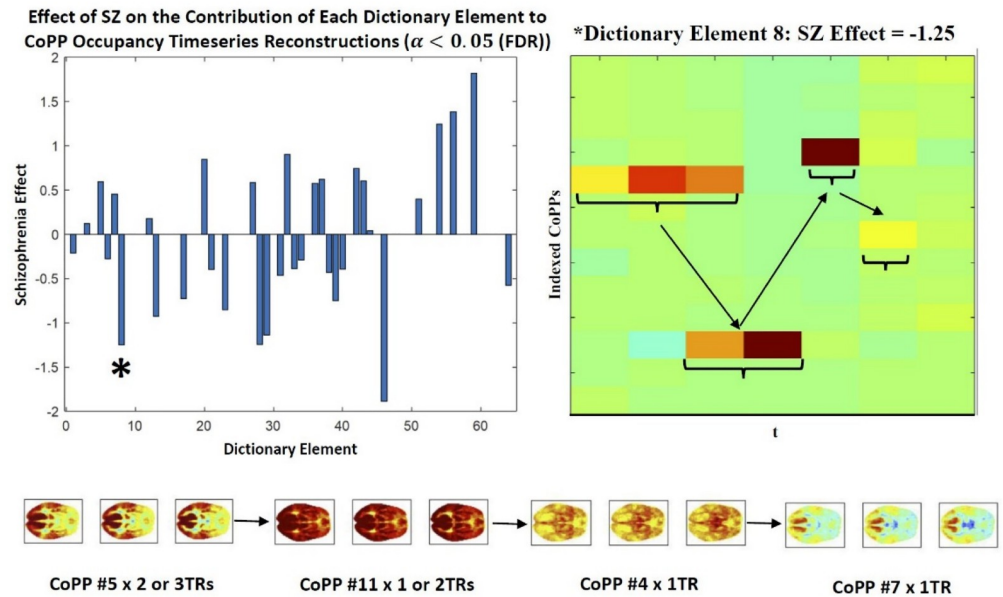 Effect of SZ on the Contribution of Each Dictionary Element to
CoPP Occupancy Timeseries Reconstructions (α < 0.05 (FDR))
2
1.5
1
0.5
0
-0.5
-1
-1.5
-2
Schizophrenia Effect
*
0 10 20 30 40 50 60
Dictionary Element
*Dictionary Element 8: SZ Effect = -1.25
Indexed CoPPs
t
CoPP #5 x 2 or 3TRs
CoPP #11 x 1 or 2TRs
CoPP #4 x 1TR
CoPP #7 x 1TR